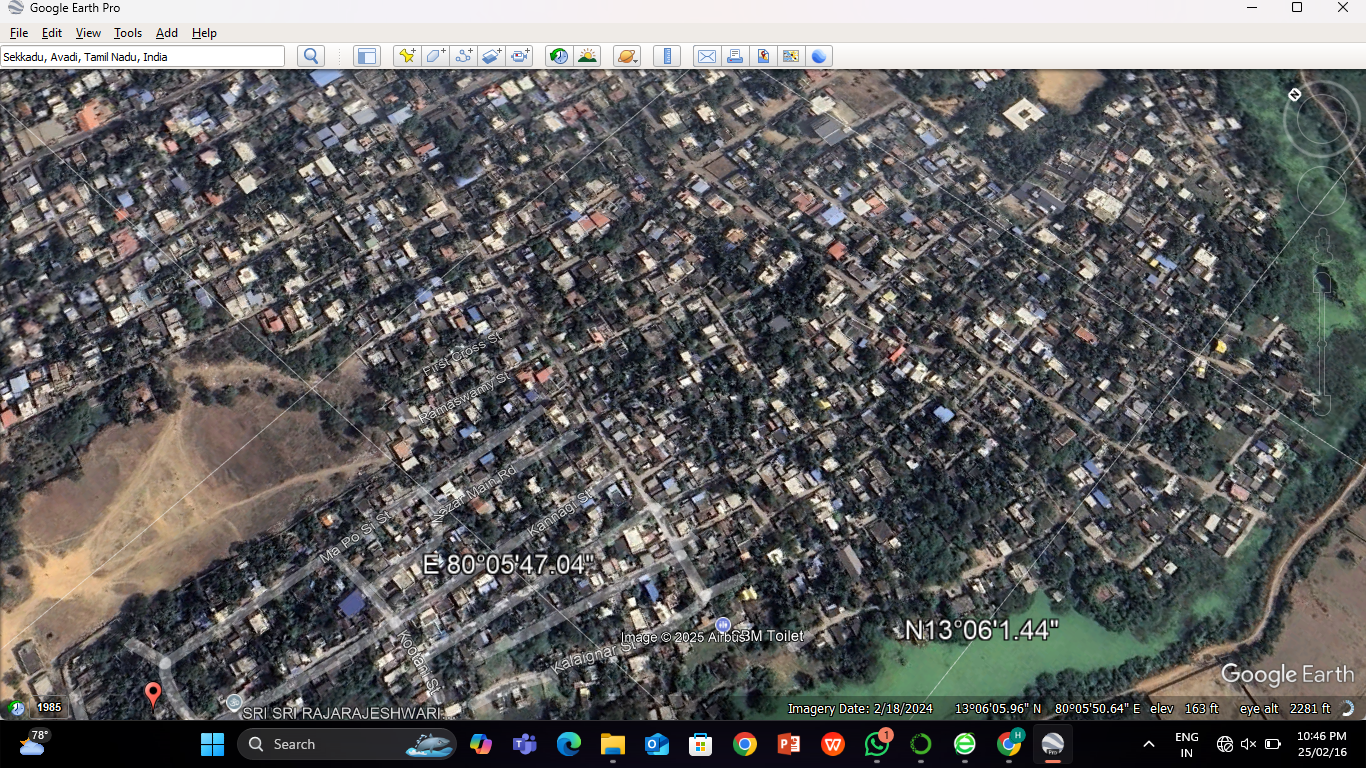 Google Earth Pro
File Edit View Tools Add Help
Sekkadu, Avadi, Tamil Nadu, India
First Cross St
Ramaswamy St
Nazar Main Rd
Kannagi St
Ma Po Si St
E 80°05'47.04"
N13°06'1.44"
Image © 2025 Airbus
SBM Toilet
Kalaignar St
Koolam St
Google Earth
SRI SRI RAJARAJESHWARI...
1985
Imagery Date: 2/18/2024 13°06'05.96" N 80°05'50.64" E elev 163 ft eye alt 2281 ft
78°
Search
1
H
Pro
ENG
IN
10:46 PM
25/02/16